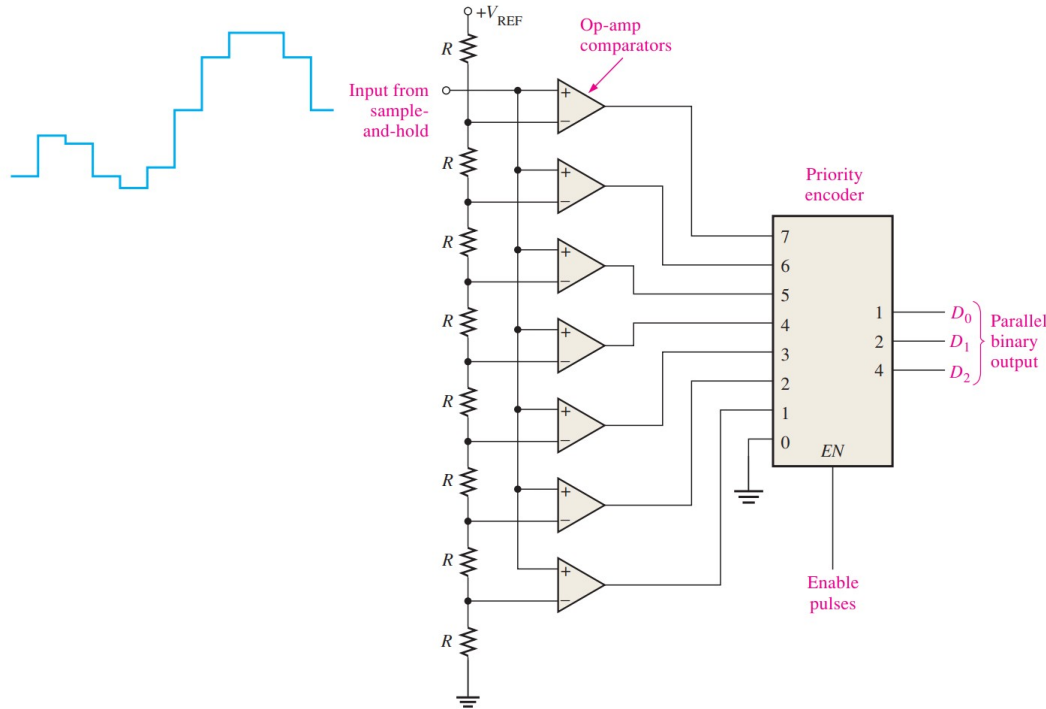 +V_REF
R
Op-amp
comparators
Input from
sample-
and-hold
+
−
R
+
−
R
+
−
R
+
−
R
+
−
R
+
−
R
+
−
R
Priority
encoder
7
6
5
4
3
2
1
0
1
2
4
EN
D_0
D_1
D_2
Parallel
binary
output
Enable
pulses